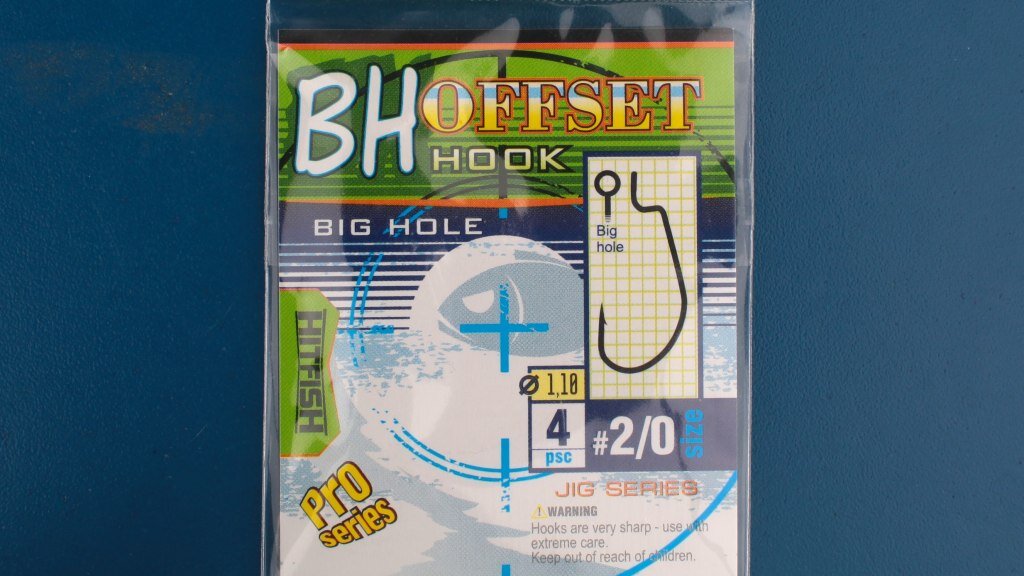 BH OFFSET
HOOK
BIG HOLE
Big
hole
HITFISH
Ø 1,10
4
psc
#2/0
size
Pro
series
JIG SERIES
WARNING
Hooks are very sharp - use with
extreme care.
Keep out of reach of children.